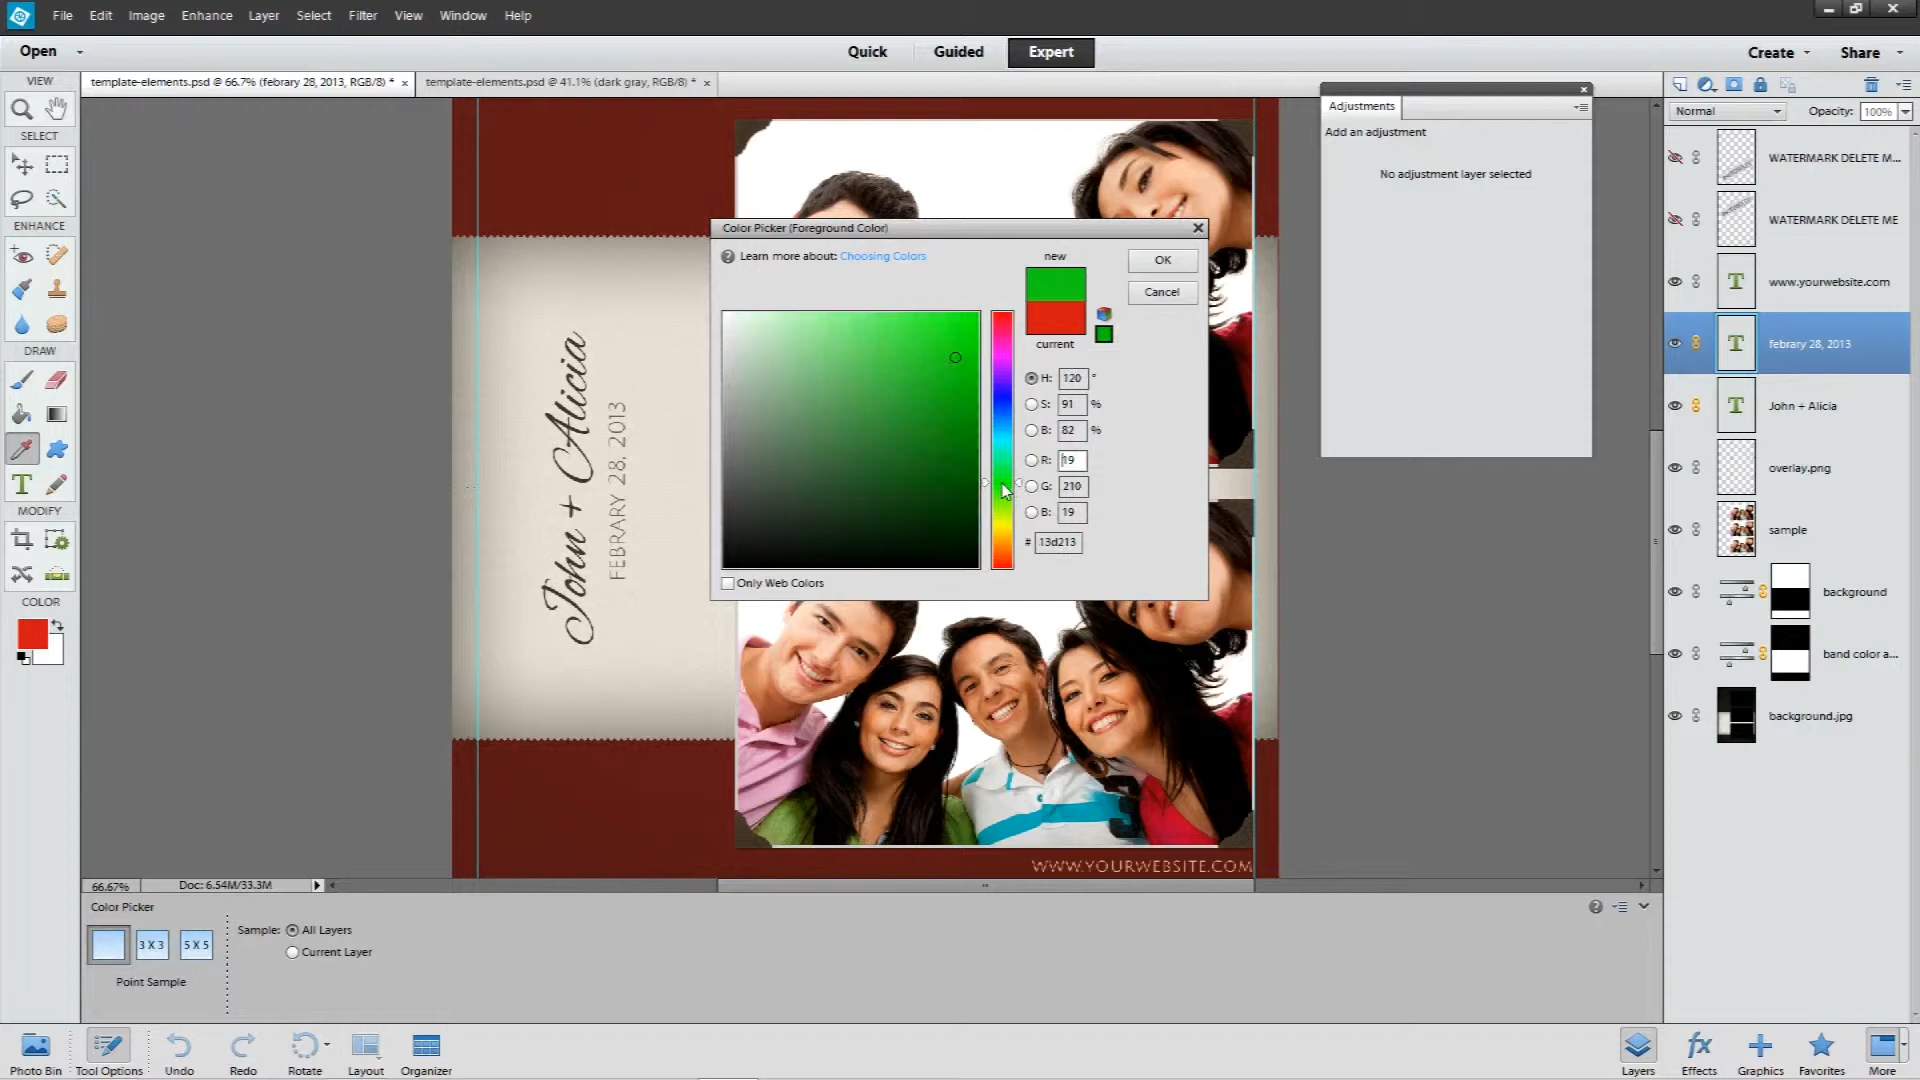 File Edit Image Enhance Layer Select Filter View Window Help
Open Quick Guided Expert Create Share
VIEW
template-elements.psd @ 66.7% (febrary 28, 2013, RGB/8) * ×
template-elements.psd @ 41.1% (dark gray, RGB/8) * ×
SELECT
ENHANCE
DRAW
MODIFY
COLOR
John + Alicia
FEBRARY 28, 2013
WWW.YOURWEBSITE.COM
Color Picker (Foreground Color)
Learn more about: Choosing Colors
new
current
OK
Cancel
H: 120 °
S: 91 %
B: 82 %
R: 19
G: 210
B: 19
# 13d213
Only Web Colors
Adjustments
Add an adjustment
No adjustment layer selected
Normal Opacity: 100%
WATERMARK DELETE M...
WATERMARK DELETE ME
www.yourwebsite.com
febrary 28, 2013
John + Alicia
overlay.png
sample
background
band color a...
background.jpg
66.67% Doc: 6.54M/33.3M
Color Picker
3 X 3 5 X 5
Point Sample
Sample: All Layers
Current Layer
Photo Bin Tool Options Undo Redo Rotate Layout Organizer
Layers Effects Graphics Favorites More